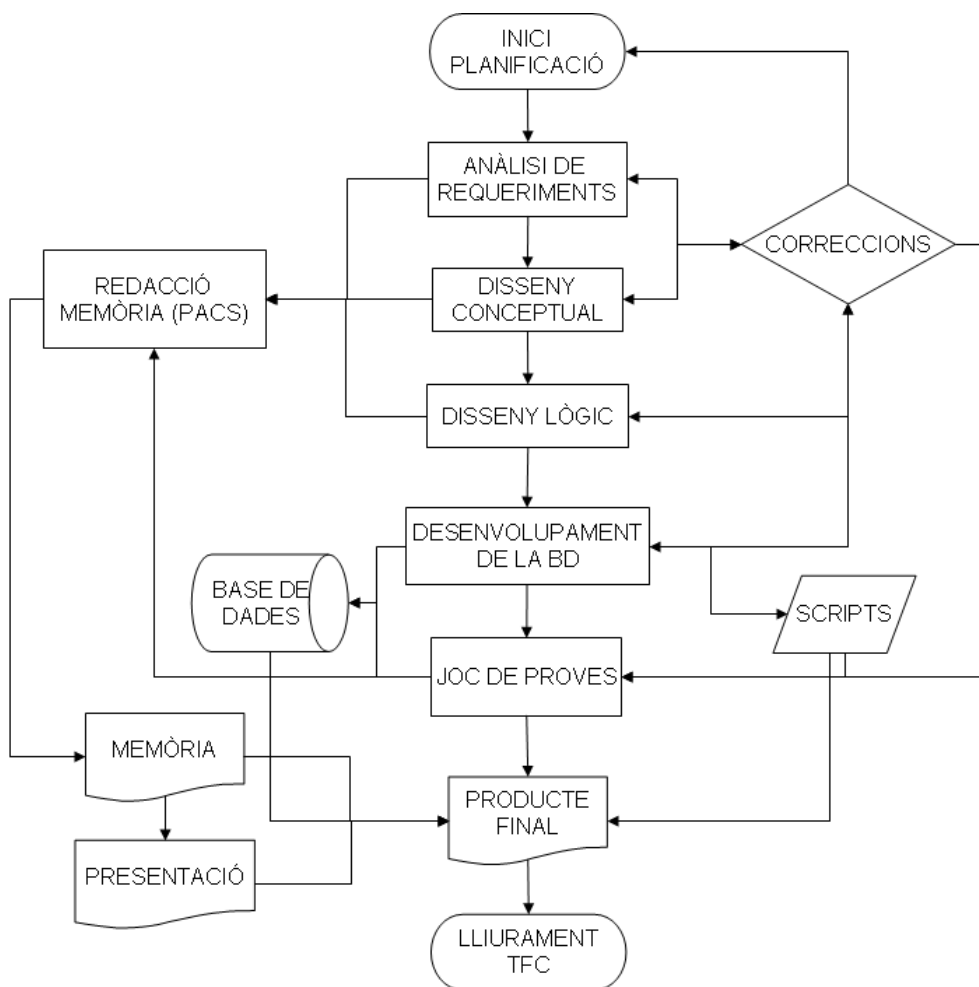 INICI
PLANIFICACIÓ
ANÀLISI DE
REQUERIMENTS
CORRECCIONS
REDACCIÓ
MEMÒRIA (PACS)
DISSENY
CONCEPTUAL
DISSENY LÒGIC
DESENVOLUPAMENT
DE LA BD
BASE DE
DADES
SCRIPTS
JOC DE PROVES
MEMÒRIA
PRODUCTE
FINAL
PRESENTACIÓ
LLIURAMENT
TFC